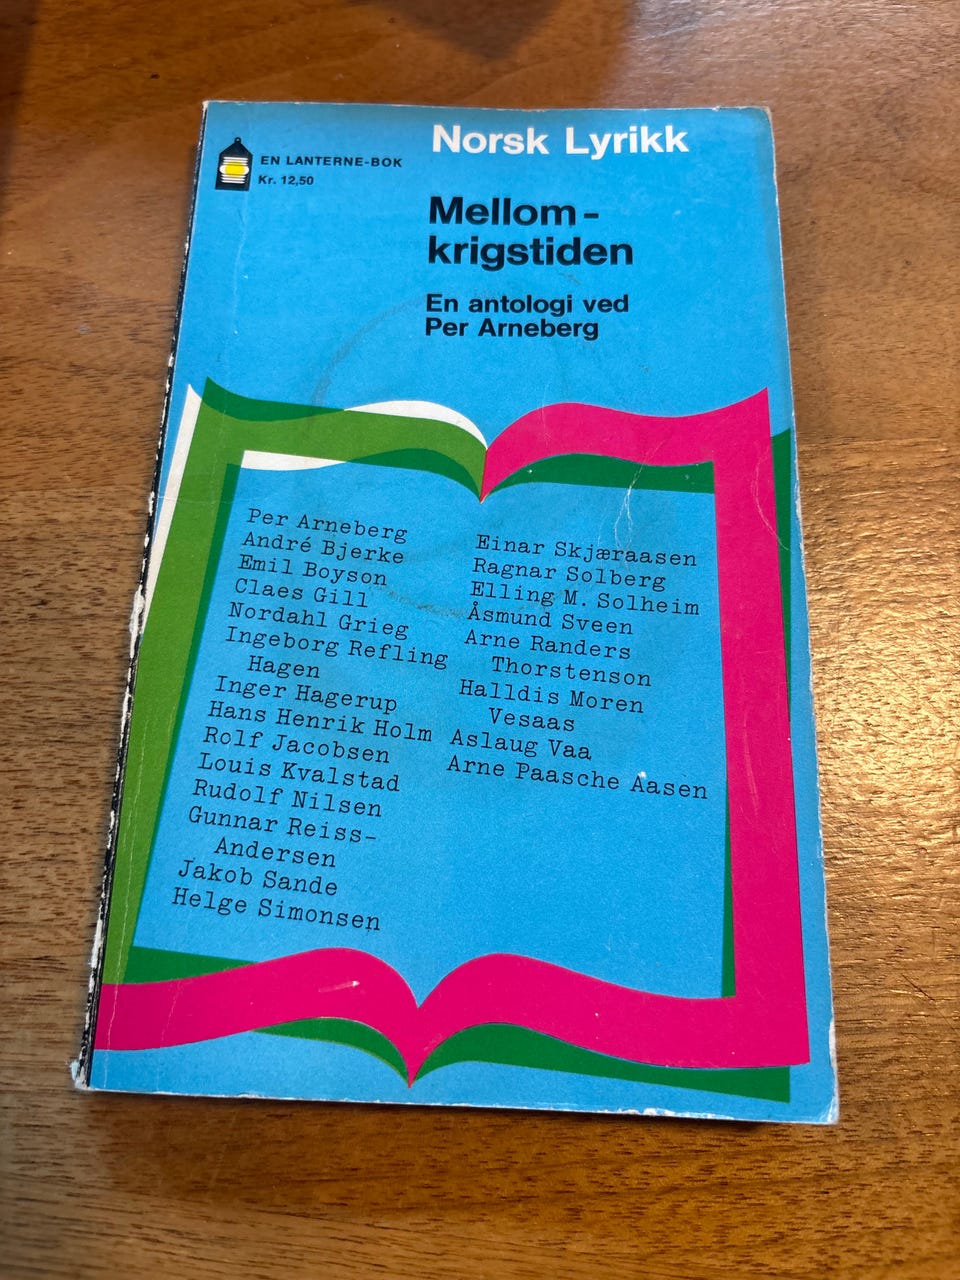 EN LANTERNE-BOK
Kr. 12,50
Norsk Lyrikk
Mellom-
krigstiden
En antologi ved
Per Arneberg
Per Arneberg
André Bjerke
Emil Boyson
Claes Gill
Nordahl Grieg
Ingeborg Refling
Hagen
Inger Hagerup
Hans Henrik Holm
Rolf Jacobsen
Louis Kvalstad
Rudolf Nilsen
Gunnar Reiss-
Andersen
Jakob Sande
Helge Simonsen
Einar Skjæraasen
Ragnar Solberg
Elling M. Solheim
Åsmund Sveen
Arne Randers
Thorstenson
Halldis Moren
Vesaas
Aslaug Vaa
Arne Paasche Aasen